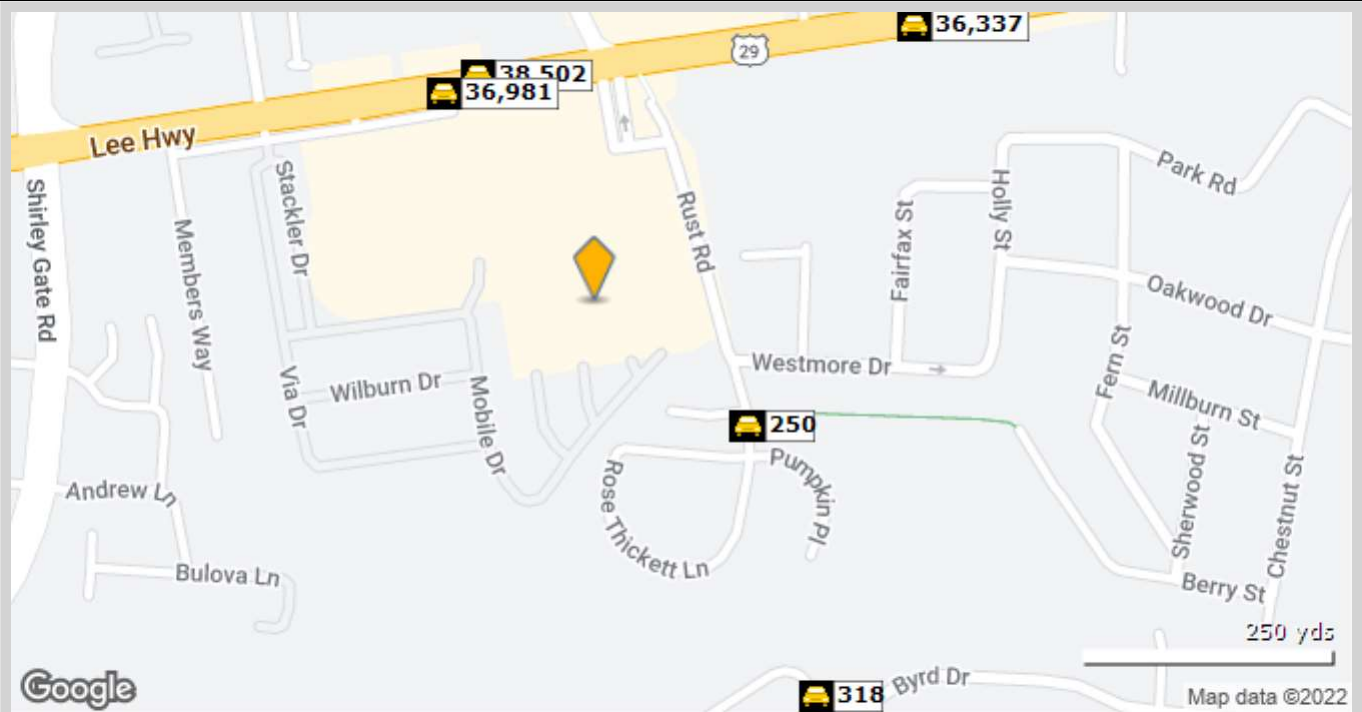 36,337
29
38,502
36,981
Lee Hwy
Park Rd
Shirley Gate Rd
Stackler Dr
Members Way
Rust Rd
Fairfax St
Holly St
Oakwood Dr
Westmore Dr
Fern St
Via Dr
Wilburn Dr
Mobile Dr
Millburn St
250
Pumpkin Pl
Rose Thickett Ln
Sherwood St
Chestnut St
Andrew Ln
Bulova Ln
Berry St
250 yds
Google
318
Byrd Dr
Map data ©2022